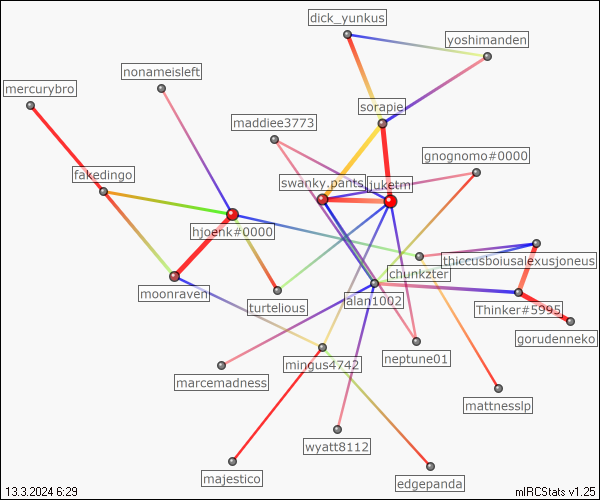 dick_yunkus
yoshimanden
nonameisleft
mercurybro
sorapie
maddiee3773
gnognomo#0000
fakedingo
swanky.pants
juketm
hjoenk#0000
thiccusboiusalexusjoneus
chunkzter
moonraven
alan1002
turtelious
Thinker#5995
gorudenneko
neptune01
mingus4742
marcemadness
mattnesslp
wyatt8112
majestico
edgepanda
13.3.2024 6:29
mIRCStats v1.25